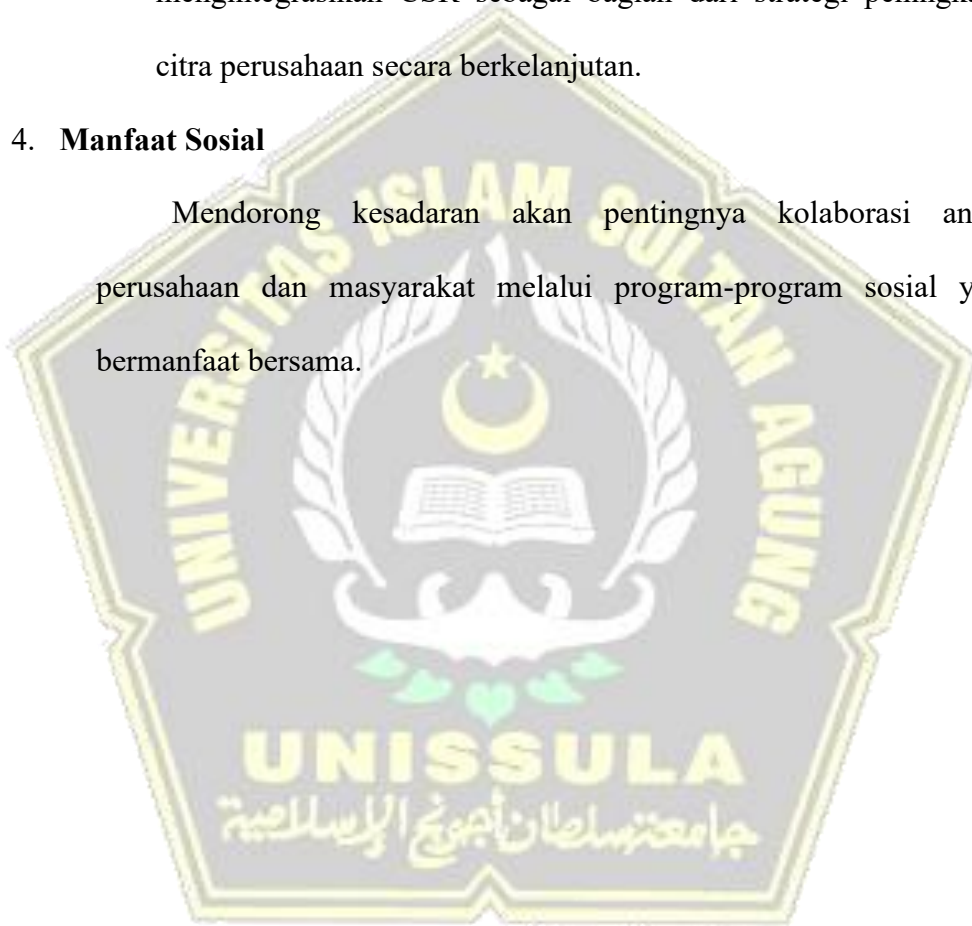 mengintegrasikan CSR sebagai bagian dari strategi
citra perusahaan secara berkelanjutan.
4. Manfaat Sosial
Mendorong kesadaran akan pentingnya kolaborasi an
perusahaan dan masyarakat melalui program-program sosial y
bermanfaat bersama.
UNIVERSITAS ISLAM SULTAN AGUNG
UNISSULA
جامعة سلطان أجونج الإسلامية